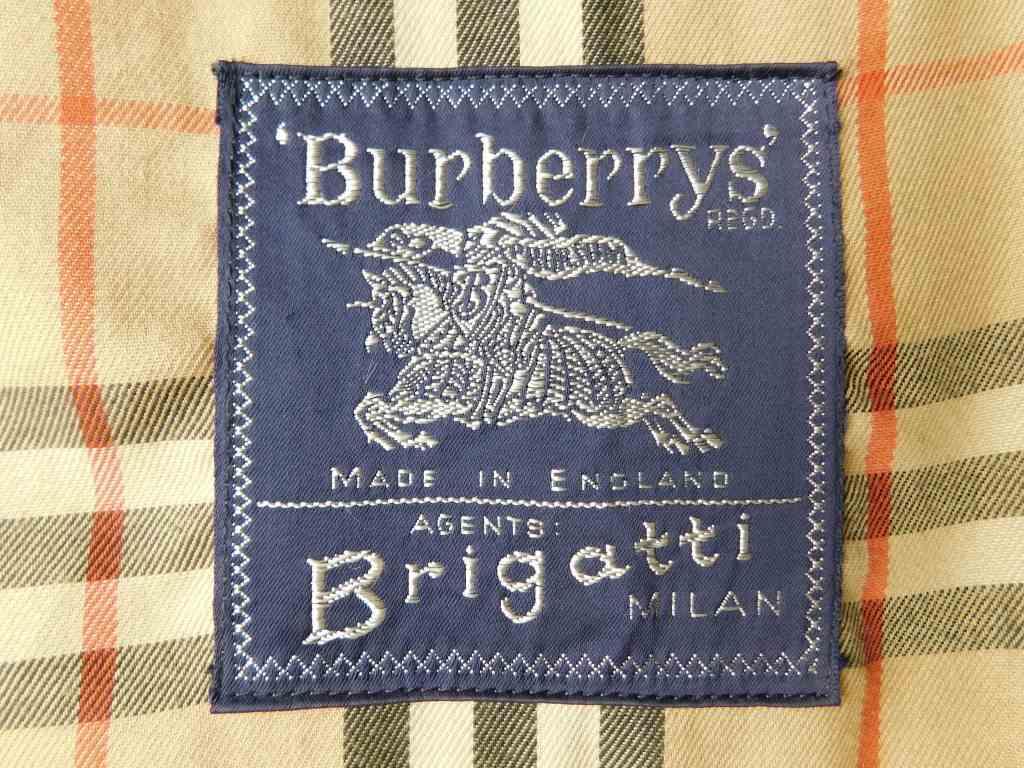 'Burberrys'
REGD.
PRORSUM
B
MADE IN ENGLAND
AGENTS:
Brigatti
MILAN